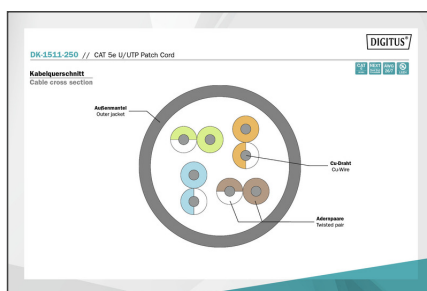 DIGITUS®
DK-1511-250 // CAT 5e U/UTP Patch Cord
Kabelquerschnitt
Cable cross section
Außenmantel
Outer jacket
Cu-Draht
Cu-Wire
Adernpaare
Twisted pair